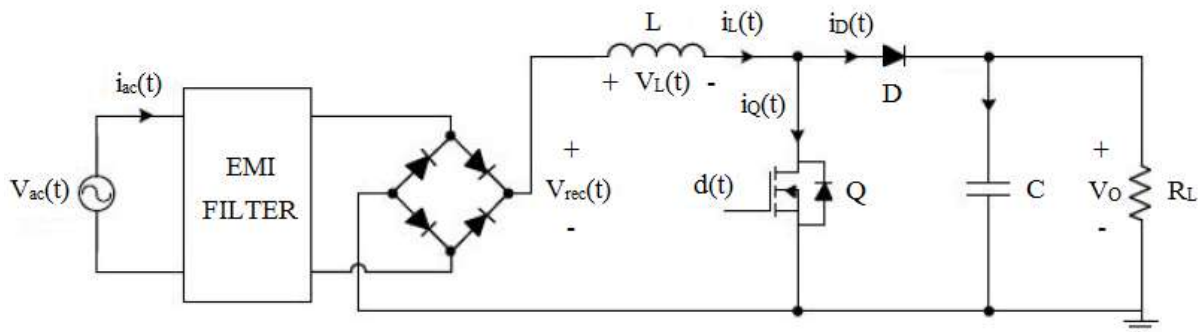 L
iL(t)
iD(t)
iac(t)
+ VL(t) -
D
iQ(t)
EMI
FILTER
Vac(t)
+
Vrec(t)
-
d(t)
Q
C
+
VO
-
RL